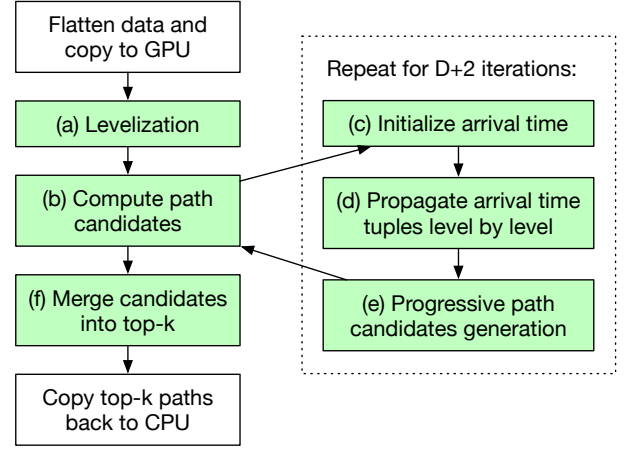 Flatten data and
copy to GPU
(a) Levelization
(b) Compute path
candidates
(f) Merge candidates
into top-k
Copy top-k paths
back to CPU
Repeat for D+2 iterations:
(c) Initialize arrival time
(d) Propagate arrival time
tuples level by level
(e) Progressive path
candidates generation